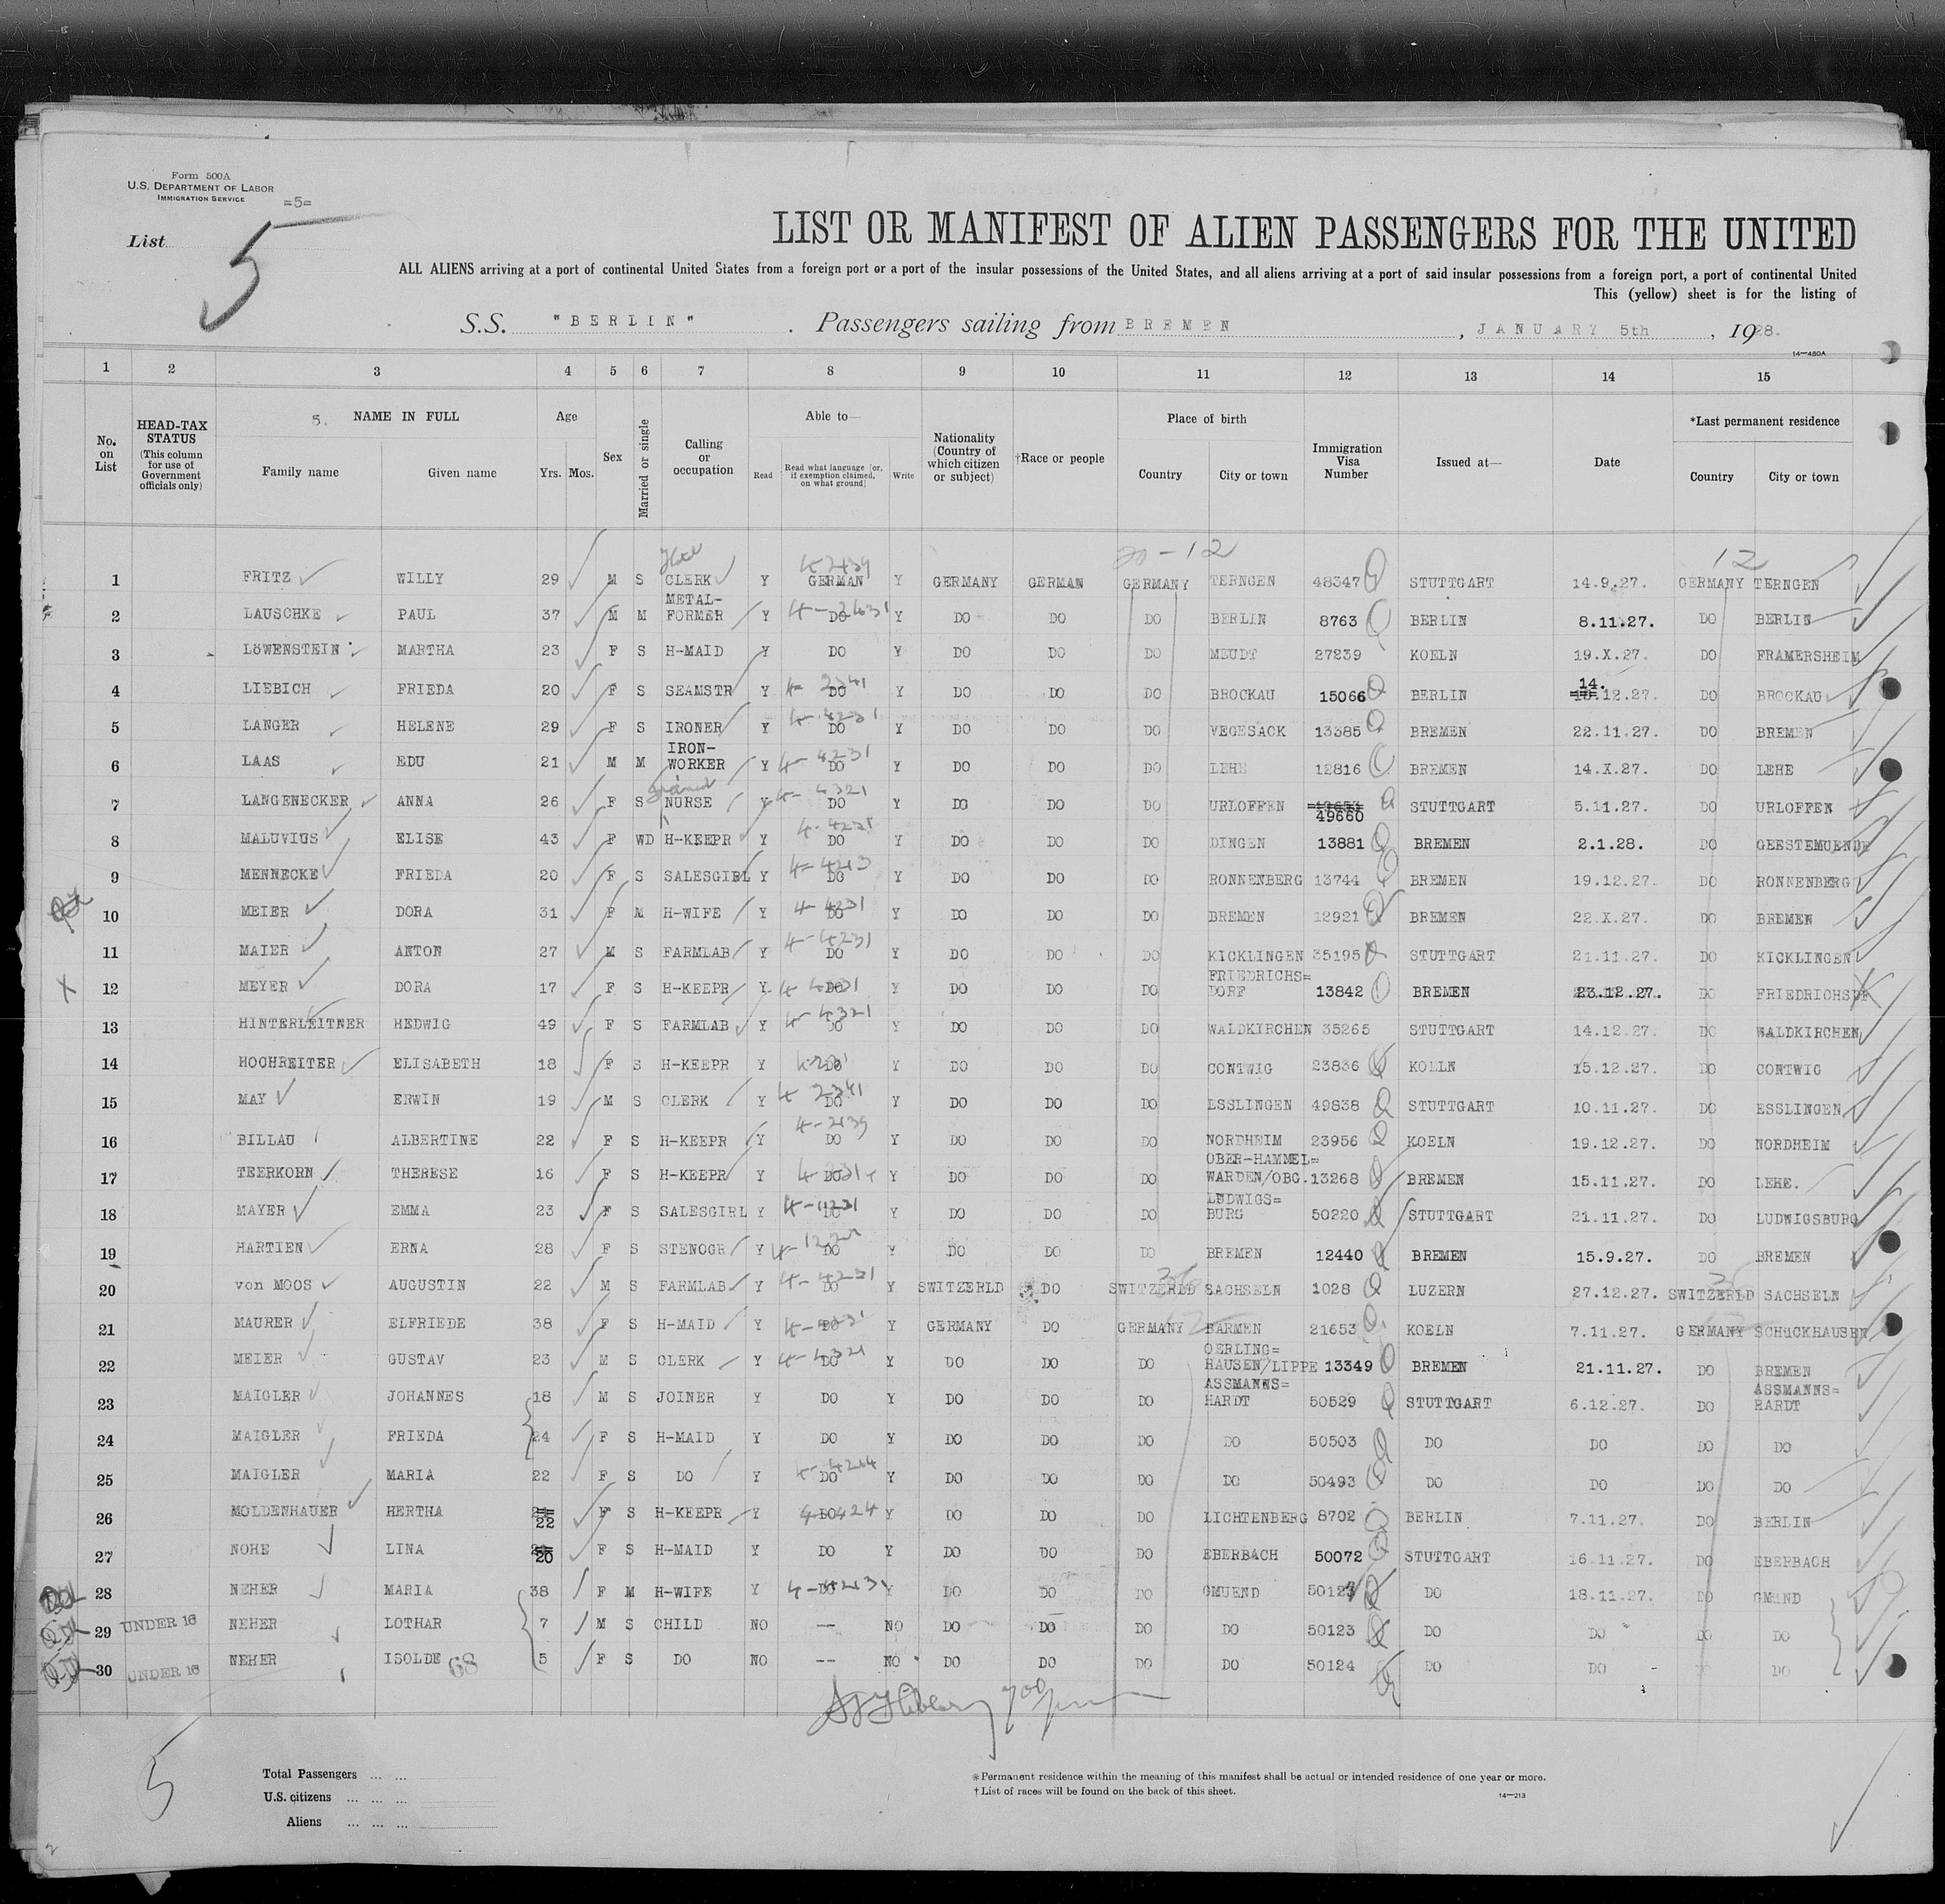 Form 500A
U.S. DEPARTMENT OF LABOR
IMMIGRATION SERVICE
=5=
List 5
LIST OR MANIFEST OF ALIEN PASSENGERS FOR THE UNITED
ALL ALIENS arriving at a port of continental United States from a foreign port or a port of the insular possessions of the United States, and all aliens arriving at a port of said insular possessions from a foreign port, a port of continental United
This (yellow) sheet is for the listing of
S.S. "BERLIN". Passengers sailing from BREMEN, JANUARY 5th, 1928.
14—480A
1 2 3 4 5 6 7 8 9 10 11 12 13 14 15
No. on List
HEAD-TAX STATUS (This column for use of Government officials only)
5. NAME IN FULL
Family name Given name
Age
Yrs. Mos.
Sex
Married or single
Calling or occupation
Able to—
Read
Read what language [or, if exemption claimed, on what ground]
Write
Nationality (Country of which citizen or subject)
†Race or people
Place of birth
Country City or town
Immigration Visa Number
Issued at—
Date
*Last permanent residence
Country City or town
20-12 12
1 FRITZ WILLY 29 M S CLERK Y GERMAN Y GERMANY GERMAN GERMANY TERNGEN 48347 STUTTGART 14.9.27. GERMANY TERNGEN
2 LAUSCHKE PAUL 37 M M METAL-FORMER Y DO Y DO DO DO BERLIN 8763 BERLIN 8.11.27. DO BERLIN
3 LöWENSTEIN MARTHA 23 F S H-MAID Y DO Y DO DO DO MEUDT 27239 KOELN 19.X.27. DO FRAMERSHEIM
4 LIEBICH FRIEDA 20 F S SEAMSTR Y DO Y DO DO DO BROCKAU 15066 BERLIN 14.12.27. DO BROCKAU
5 LANGER HELENE 29 F S IRONER Y DO Y DO DO DO VEGESACK 13385 BREMEN 22.11.27. DO BREMEN
6 LAAS EDU 21 M M IRON-WORKER Y DO Y DO DO DO LEHE 12816 BREMEN 14.X.27. DO LEHE
7 LANGENECKER ANNA 26 F S trained NURSE Y DO Y DO DO DO URLOFFEN 49660 STUTTGART 5.11.27. DO URLOFFEN
8 MALUVIUS ELISE 43 F WD H-KEEPR Y DO Y DO DO DO DINGEN 13881 BREMEN 2.1.28. DO GEESTEMUENDE
9 MENNECKE FRIEDA 20 F S SALESGIRL Y DO Y DO DO DO RONNENBERG 13744 BREMEN 19.12.27. DO RONNENBERG
10 MEIER DORA 31 F M H-WIFE Y DO Y DO DO DO BREMEN 12921 BREMEN 22.X.27. DO BREMEN
11 MAIER ANTON 27 M S FARMLAB Y DO Y DO DO DO KICKLINGEN 35195 STUTTGART 21.11.27. DO KICKLINGEN
X 12 MEYER DORA 17 F S H-KEEPR Y DO Y DO DO DO FRIEDRICHS=DORF 13842 BREMEN 23.12.27. DO FRIEDRICHSDF
13 HINTERLEITNER HEDWIG 49 F S FARMLAB Y DO Y DO DO DO WALDKIRCHEN 35265 STUTTGART 14.12.27. DO WALDKIRCHEN
14 HOCHREITER ELISABETH 18 F S H-KEEPR Y DO Y DO DO DO CONTWIG 23836 KOLLN 15.12.27. DO CONTWIG
15 MAY ERWIN 19 M S CLERK Y DO Y DO DO DO ESSLINGEN 49838 STUTTGART 10.11.27. DO ESSLINGEN
16 BILLAU ALBERTINE 22 F S H-KEEPR Y DO Y DO DO DO NORDHEIM 23956 KOELN 19.12.27. DO NORDHEIM
17 TEERKORN THERESE 16 F S H-KEEPR Y DO Y DO DO DO OBER-HAMMEL=WARDEN/OBG. 13268 BREMEN 15.11.27. DO LEHE.
18 MAYER EMMA 23 F S SALESGIRL Y DO Y DO DO DO LUDWIGS=BURG 50220 STUTTGART 21.11.27. DO LUDWIGSBURG
19 HARTIEN ERNA 28 F S STENOGR Y DO Y DO DO DO BREMEN 12440 BREMEN 15.9.27. DO BREMEN
20 von MOOS AUGUSTIN 22 M S FARMLAB Y DO Y SWITZERLD DO SWITZERLD SACHSELN 1028 LUZERN 27.12.27. SWITZERLD SACHSELN
21 MAURER ELFRIEDE 38 F S H-MAID Y DO Y GERMANY DO GERMANY BARMEN 21653 KOELN 7.11.27. GERMANY SCHüCKHAUSEN
22 MEIER GUSTAV 23 M S CLERK Y DO Y DO DO DO OERLING=HAUSEN/LIPPE 13349 BREMEN 21.11.27. DO BREMEN
23 MAIGLER JOHANNES 18 M S JOINER Y DO Y DO DO DO ASSMANNS=HARDT 50529 STUTTGART 6.12.27. DO ASSMANNS=HARDT
24 MAIGLER FRIEDA 24 F S H-MAID Y DO Y DO DO DO DO 50503 DO DO DO DO
25 MAIGLER MARIA 22 F S DO Y DO Y DO DO DO DO 50493 DO DO DO DO
26 MOLDENHAUER HERTHA 22 F S H-KEEPR Y DO Y DO DO DO LICHTENBERG 8702 BERLIN 7.11.27. DO BERLIN
27 NOHE LINA 20 F S H-MAID Y DO Y DO DO DO EBERBACH 50072 STUTTGART 16.11.27. DO EBERBACH
28 NEHER MARIA 38 F M H-WIFE Y DO Y DO DO DO GMUEND DO 18.11.27. DO GMUND
29 UNDER 16 NEHER LOTHAR 7 M S CHILD NO -- NO DO DO DO DO 50123 DO DO DO DO
30 UNDER 16 NEHER ISOLDE 68 5 F S DO NO -- NO DO DO DO DO 50124 DO DO DO
5
Total Passengers ... ...
U.S. citizens ... ... ...
Aliens ... ... ...
*Permanent residence within the meaning of this manifest shall be actual or intended residence of one year or more.
†List of races will be found on the back of this sheet.
14—213